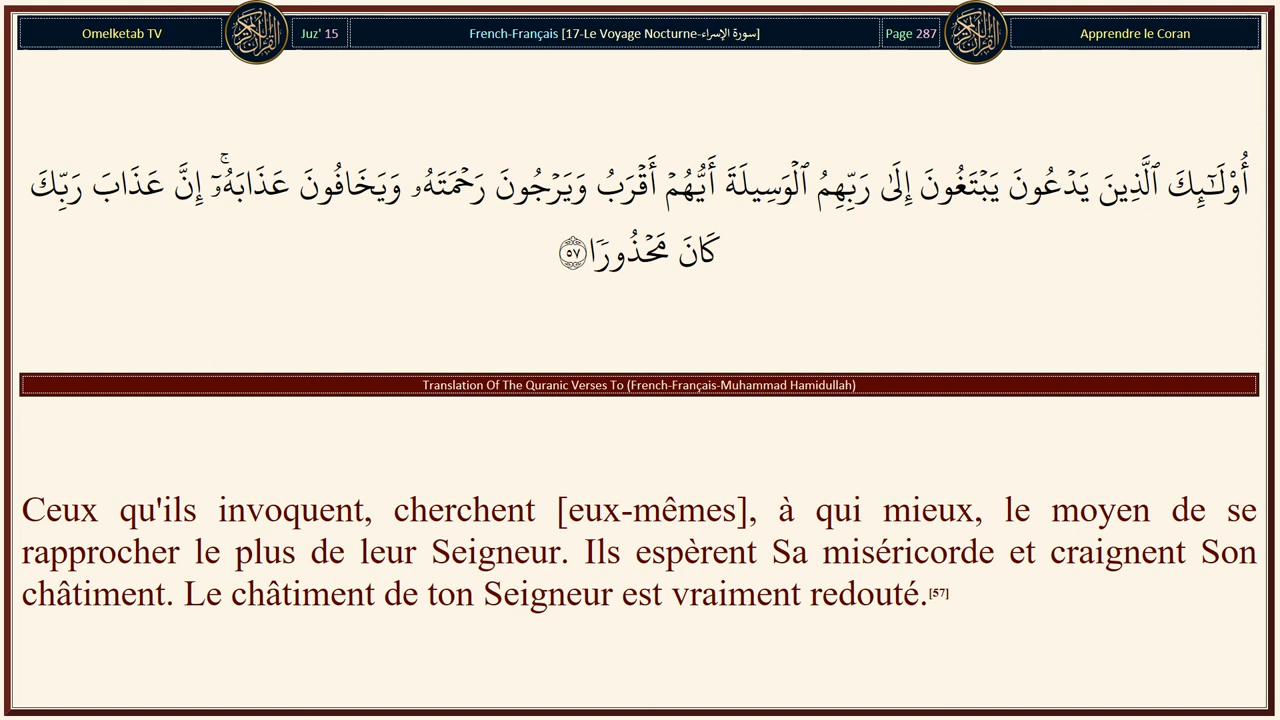 Omelketab TV
Juz' 15
French-Français [17-Le Voyage Nocturne-سورة الإسراء]
Page 287
Apprendre le Coran
أُوْلَـٰٓئِكَ ٱلَّذِينَ يَدۡعُونَ يَبۡتَغُونَ إِلَىٰ رَبِّهِمُ ٱلۡوَسِيلَةَ أَيُّهُمۡ أَقۡرَبُ وَيَرۡجُونَ رَحۡمَتَهُۥ وَيَخَافُونَ عَذَابَهُۥٓۚ إِنَّ عَذَابَ رَبِّكَ
كَانَ مَحۡذُورٗا ٥٧
Translation Of The Quranic Verses To (French-Français-Muhammad Hamidullah)
Ceux qu'ils invoquent, cherchent [eux-mêmes], à qui mieux, le moyen de se
rapprocher le plus de leur Seigneur. Ils espèrent Sa miséricorde et craignent Son
châtiment. Le châtiment de ton Seigneur est vraiment redouté.[57]